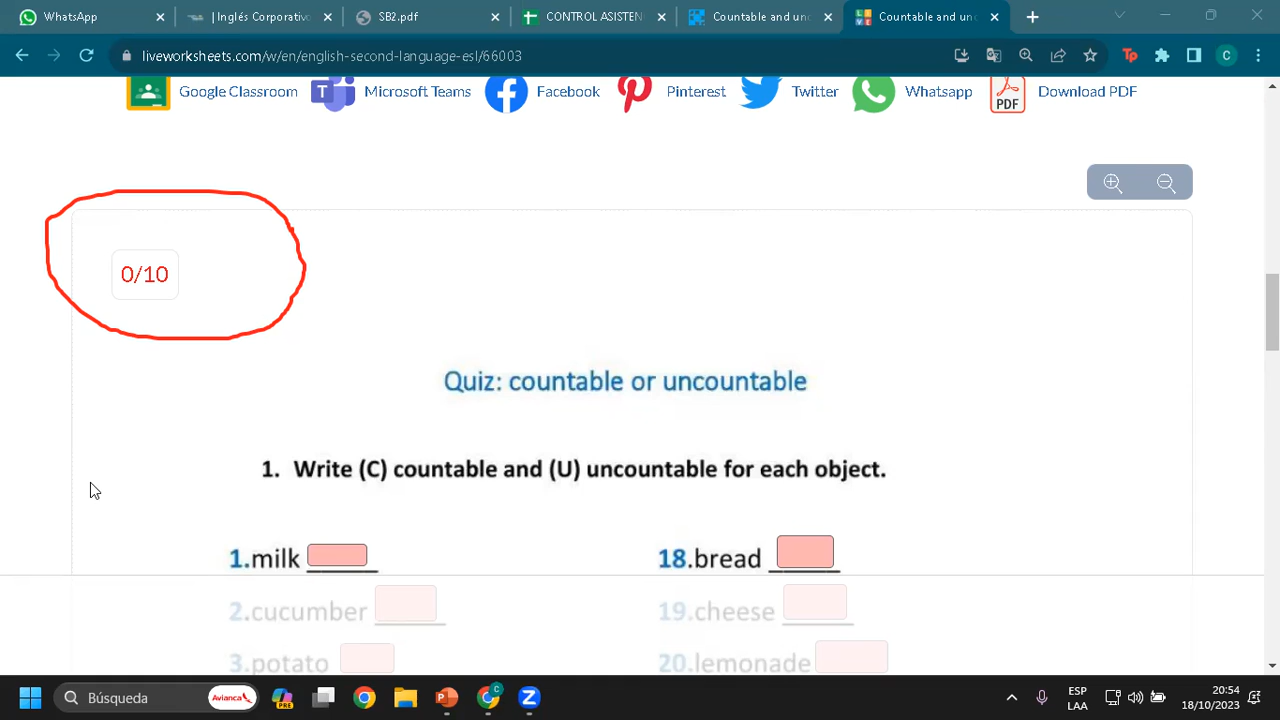 WhatsApp
Inglés Corporativo
SB2.pdf
CONTROL ASISTEN
Countable and un
Countable and un
liveworksheets.com/w/en/english-second-language-esl/66003
Google Classroom
Microsoft Teams
Facebook
Pinterest
Twitter
Whatsapp
PDF
Download PDF
0/10
Quiz: countable or uncountable
1. Write (C) countable and (U) uncountable for each object.
1.milk
18.bread
2.cucumber
19.cheese
3.potato
20.lemonade
Búsqueda
Avianca
PRE
ESP
LAA
20:54
18/10/2023